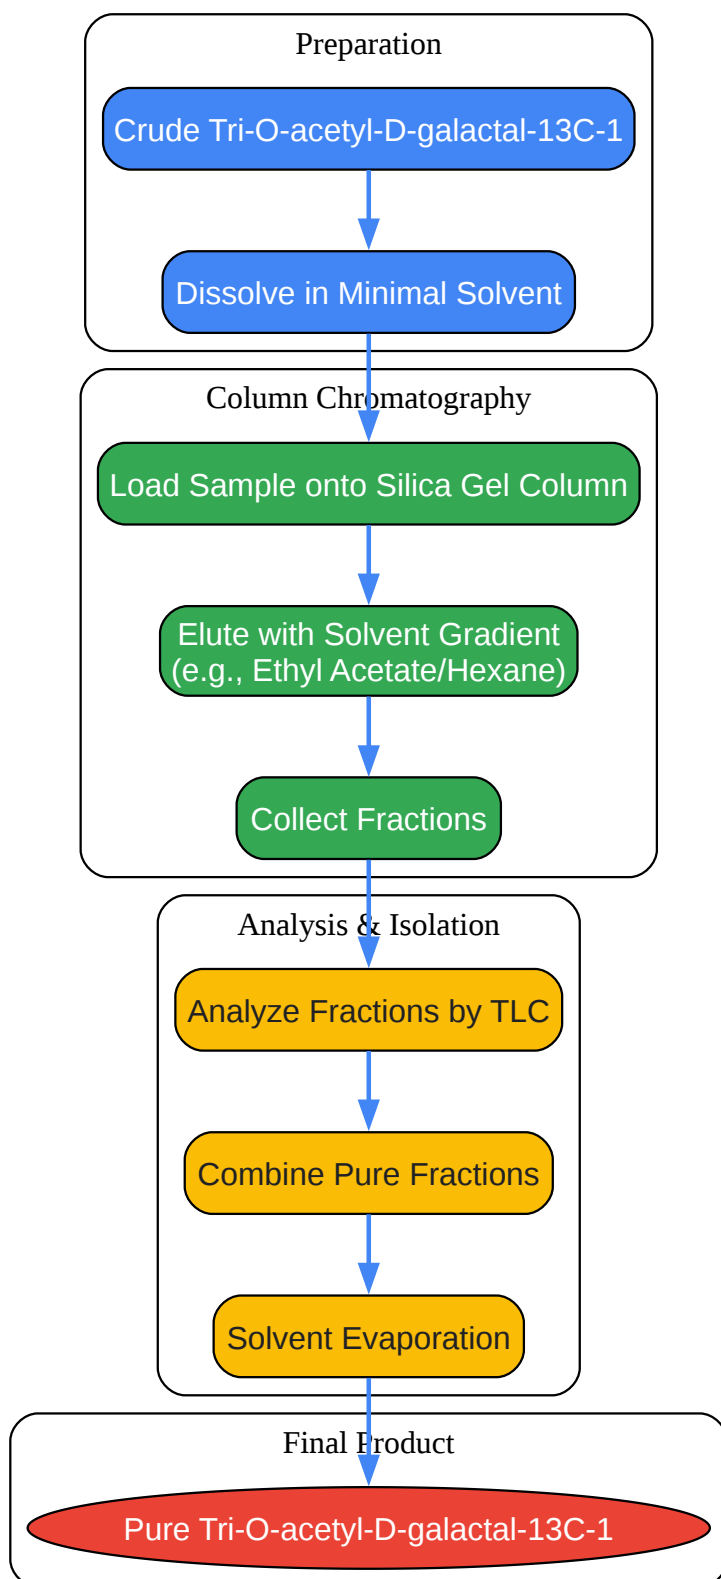 Preparation
Crude Tri-O-acetyl-D-galactal-13C-1
Dissolve in Minimal Solvent
Column Chromatography
Load Sample onto Silica Gel Column
Elute with Solvent Gradient
(e.g., Ethyl Acetate/Hexane)
Collect Fractions
Analysis & Isolation
Analyze Fractions by TLC
Combine Pure Fractions
Solvent Evaporation
Final Product
Pure Tri-O-acetyl-D-galactal-13C-1